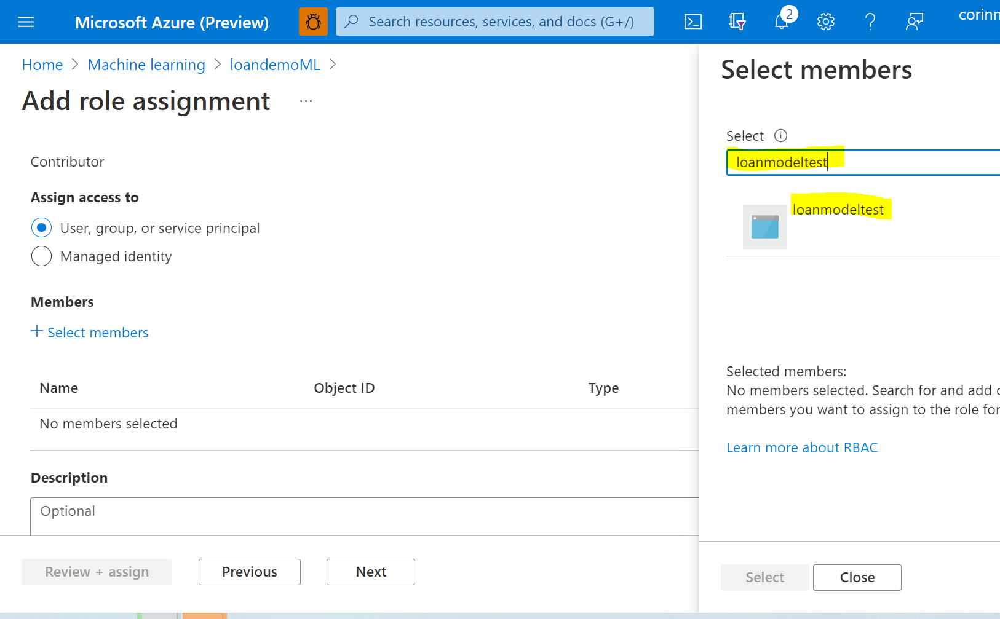 Microsoft Azure (Preview)
Search resources, services, and docs (G+/)
2
corinn
Home > Machine learning > loandemoML >
Add role assignment ...
Contributor
Assign access to
User, group, or service principal
Managed identity
Members
+ Select members
Name Object ID Type
No members selected
Description
Optional
Review + assign Previous Next
Select members
Select
loanmodeltest
loanmodeltest
Selected members:
No members selected. Search for and add
members you want to assign to the role for
Learn more about RBAC
Select Close